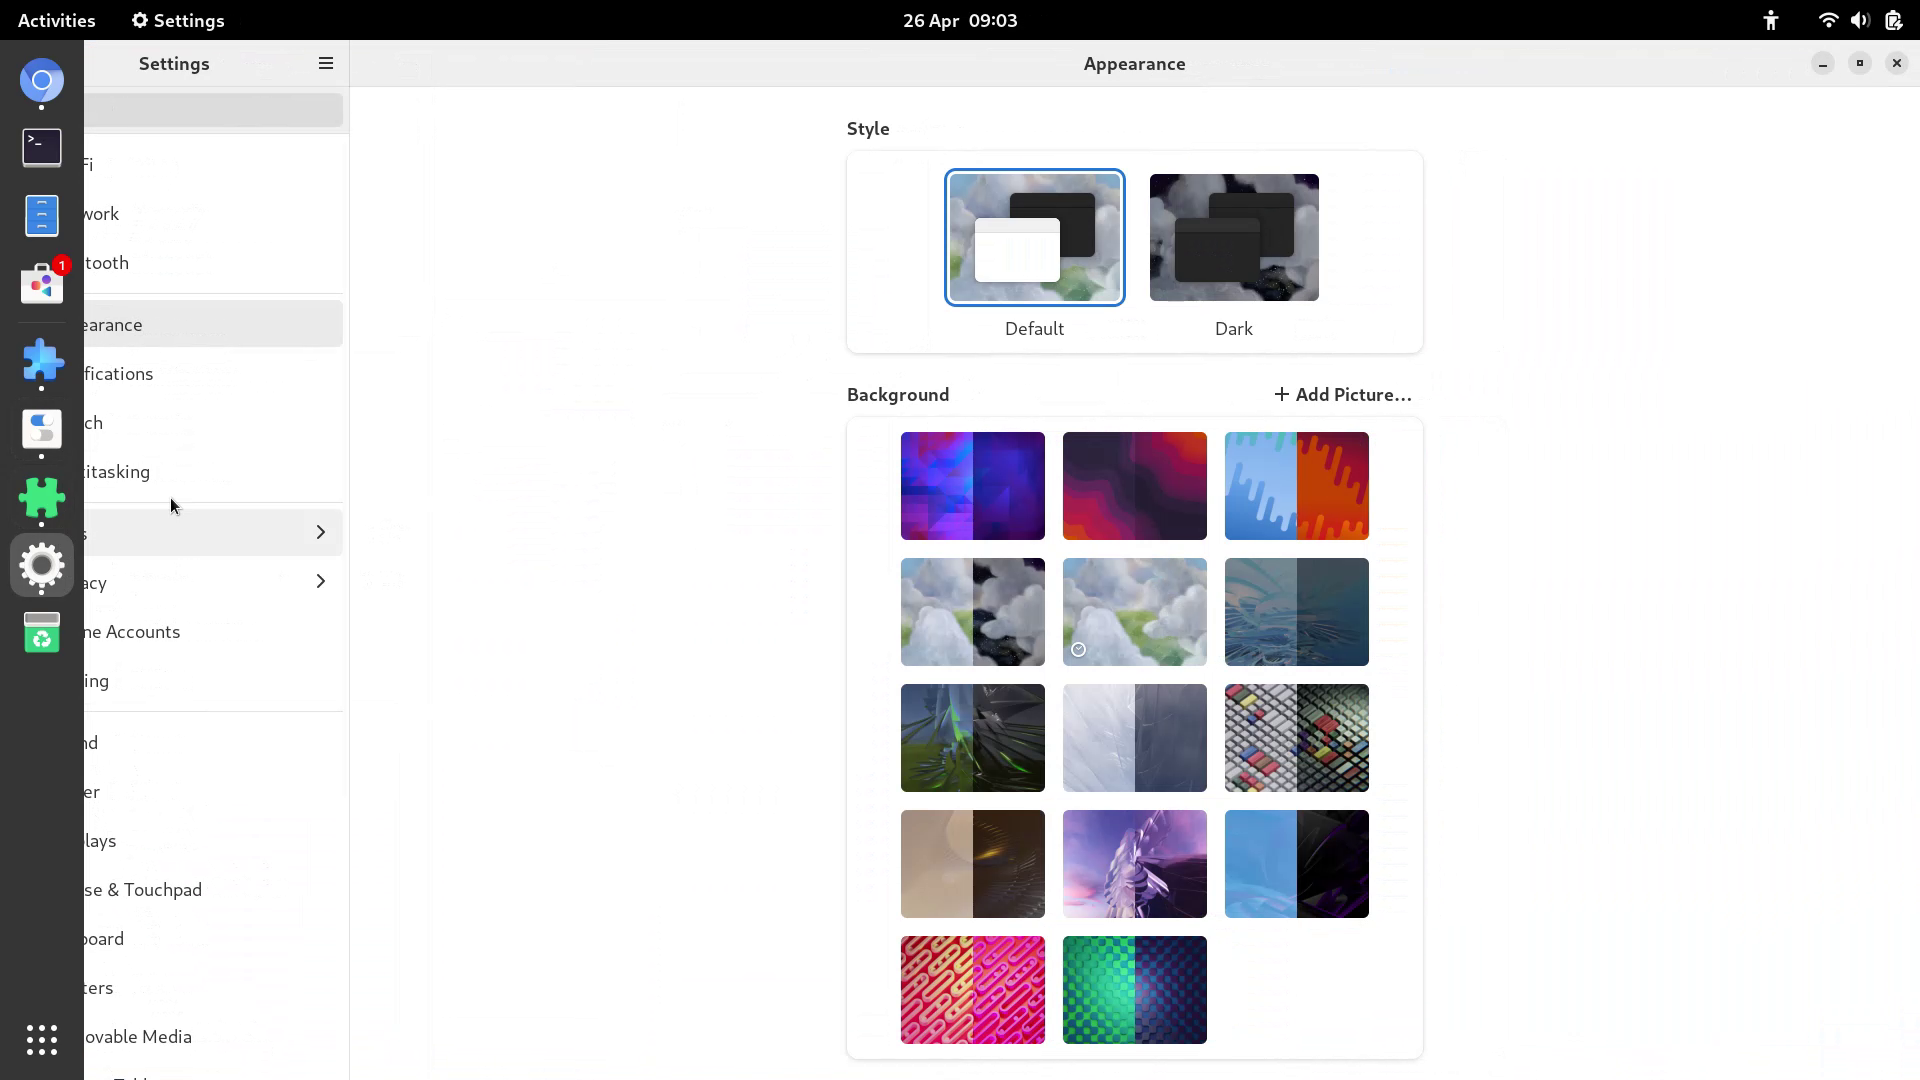 Activities Settings 26 Apr 09:03
Settings Appearance
1
Fi
work
tooth
earance
fications
ch
itasking
s
acy
ne Accounts
ing
nd
er
lays
se & Touchpad
board
ters
ovable Media
Style
Default Dark
Background + Add Picture...